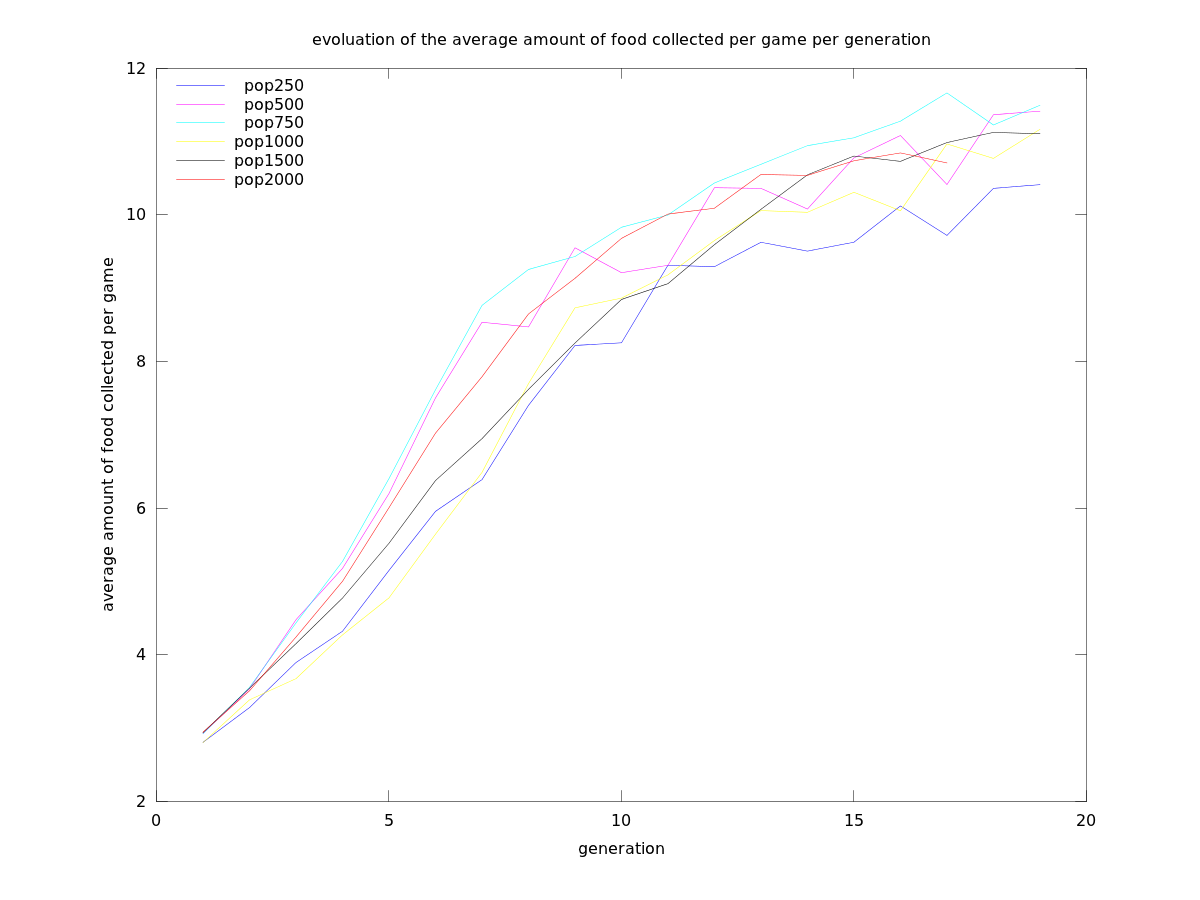 evoluation of the average amount of food collected per game per generation
12
10
8
6
4
2
pop250
pop500
pop750
pop1000
pop1500
pop2000
average amount of food collected per game
0 5 10 15 20
generation